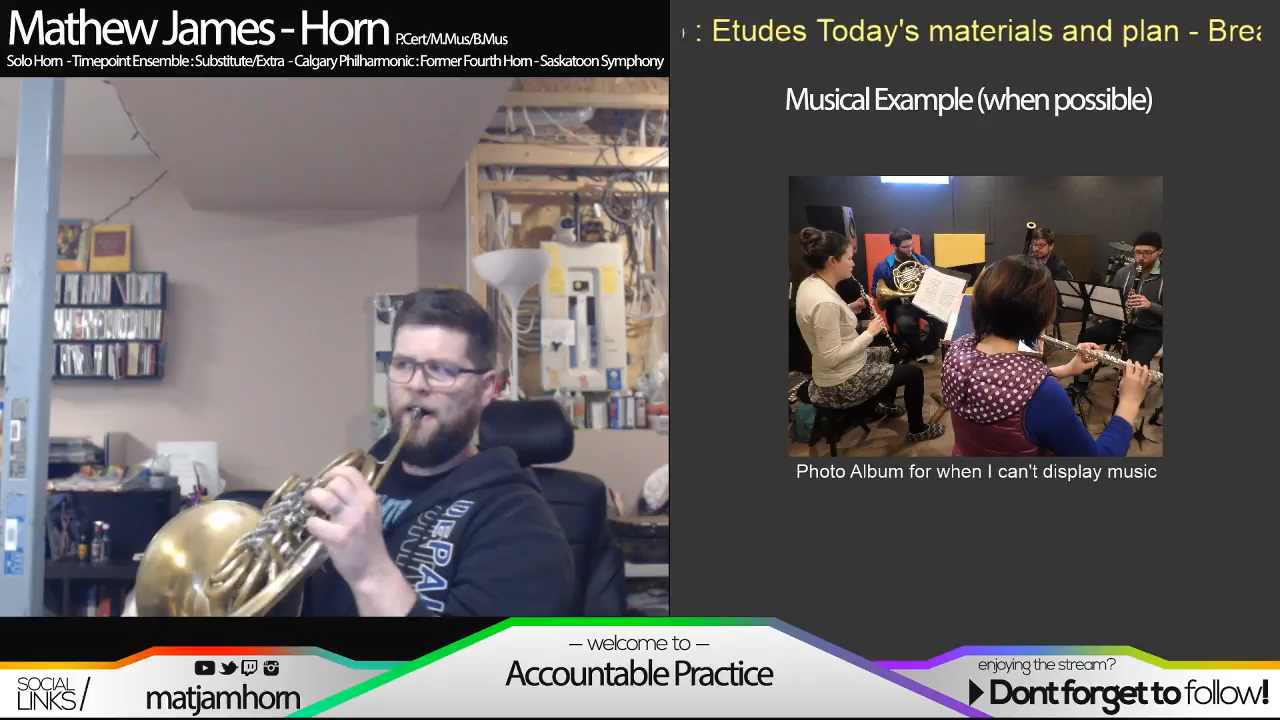 Mathew James - Horn P.Cert/M.Mus/B.Mus
Solo Horn - Timepoint Ensemble : Substitute/Extra - Calgary Philharmonic : Former Fourth Horn - Saskatoon Symphony
: Etudes Today's materials and plan - Brea
Musical Example (when possible)
Photo Album for when I can't display music
DEPAU
– welcome to –
Accountable Practice
SOCIAL
LINKS /
matjamhorn
enjoying the stream?
Dont forget to follow!